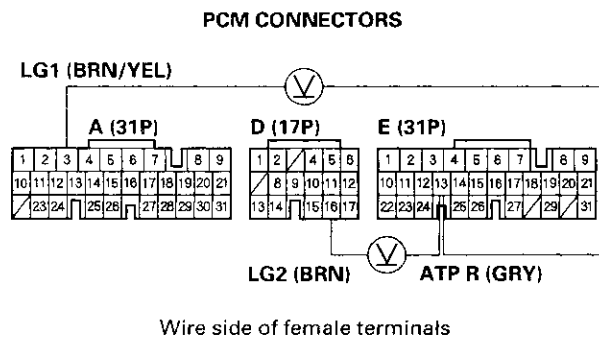 PCM CONNECTORS
LG1 (BRN/YEL)
V
A (31P) D (17P) E (31P)
1 2 3 4 5 6 7 8 9 1 2 4 5 6 1 2 3 4 5 6 7 8 9
10 11 12 13 14 15 16 17 18 19 20 21 8 9 10 11 12 10 11 12 13 14 15 16 17 18 19 20 21
23 24 25 26 27 28 29 30 31 13 14 15 16 17 22 23 24 25 26 27 29 31
V
LG2 (BRN) ATP R (GRY)
Wire side of female terminals